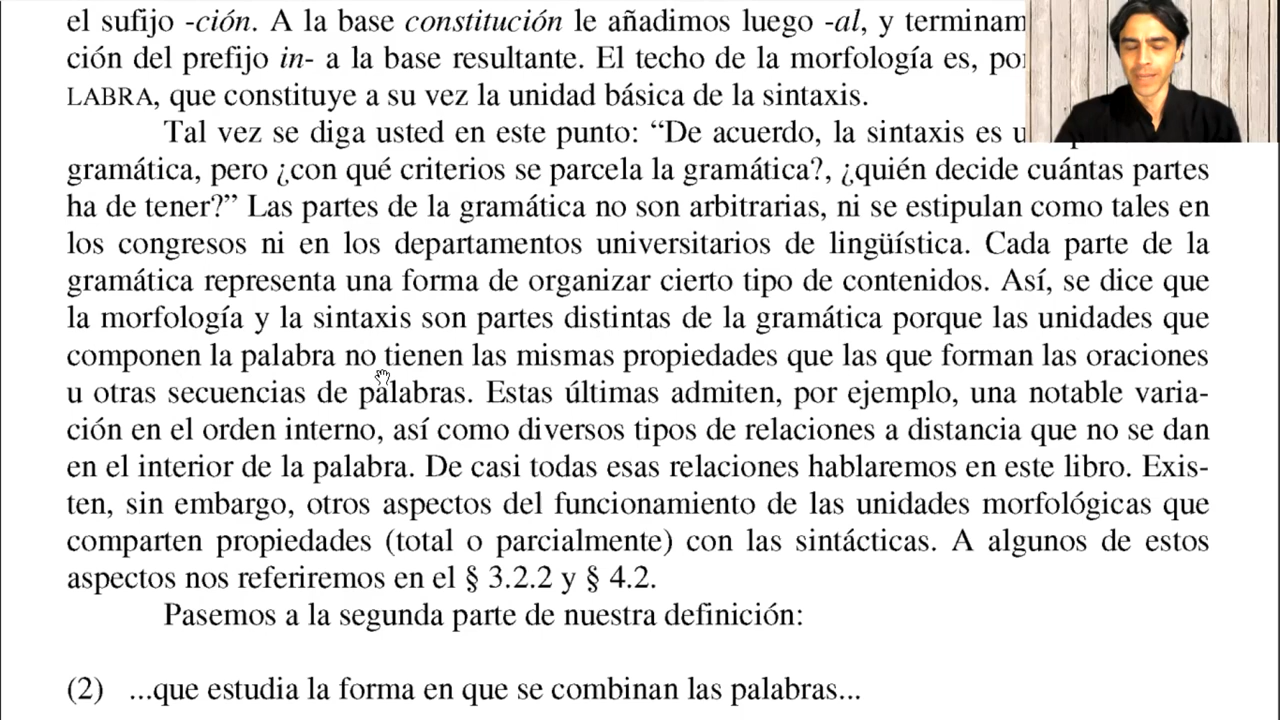 el sufijo -ción. A la base constitución le añadimos luego -al, y terminam
ción del prefijo in- a la base resultante. El techo de la morfología es, po
LABRA, que constituye a su vez la unidad básica de la sintaxis.
Tal vez se diga usted en este punto: “De acuerdo, la sintaxis es
gramática, pero ¿con qué criterios se parcela la gramática?, ¿quién decide cuántas partes
ha de tener?” Las partes de la gramática no son arbitrarias, ni se estipulan como tales en
los congresos ni en los departamentos universitarios de lingüística. Cada parte de la
gramática representa una forma de organizar cierto tipo de contenidos. Así, se dice que
la morfología y la sintaxis son partes distintas de la gramática porque las unidades que
componen la palabra no tienen las mismas propiedades que las que forman las oraciones
u otras secuencias de palabras. Estas últimas admiten, por ejemplo, una notable varia-
ción en el orden interno, así como diversos tipos de relaciones a distancia que no se dan
en el interior de la palabra. De casi todas esas relaciones hablaremos en este libro. Exis-
ten, sin embargo, otros aspectos del funcionamiento de las unidades morfológicas que
comparten propiedades (total o parcialmente) con las sintácticas. A algunos de estos
aspectos nos referiremos en el § 3.2.2 y § 4.2.
Pasemos a la segunda parte de nuestra definición:
(2) ...que estudia la forma en que se combinan las palabras...